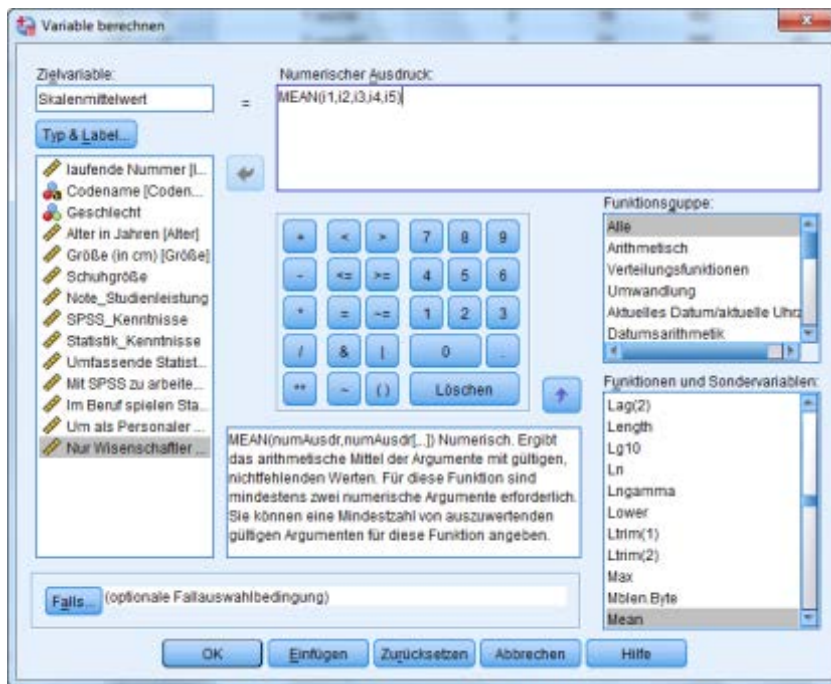 Variable berechnen
Zielvariable:
Skalenmittelwert
=
Numerischer Ausdruck:
MEAN(i1,i2,i3,i4,i5)
Typ & Label...
laufende Nummer [l...
Codename [Coden...
Geschlecht
Alter in Jahren [Alter]
Größe (in cm) [Größe]
Schuhgröße
Note_Studienleistung
SPSS_Kenntnisse
Statistik_Kenntnisse
Umfassende Statist...
Mit SPSS zu arbeite...
Im Beruf spielen Sta...
Um als Personaler ...
Nur Wisenschaftler ...
+ < > 7 8 9
- <= >= 4 5 6
* = ~= 1 2 3
/ & | 0 .
** ~ ( ) Löschen
MEAN(numAusdr,numAusdr[,..]) Numerisch. Ergibt
das arithmetische Mittel der Argumente mit gültigen,
nichtfehlenden Werten. Für diese Funktion sind
mindestens zwei numerische Argumente erforderlich.
Sie können eine Mindestzahl von auszuwertenden
gültigen Argumenten für diese Funktion angeben.
Funktionsgruppe:
Alle
Arithmetisch
Verteilungsfunktionen
Umwandlung
Aktuelles Datum/aktuelle Uhrz
Datumsarithmetik
Funktionen und Sondervariablen:
Lag(2)
Length
Lg10
Ln
Lngamma
Lower
Ltrim(1)
Ltrim(2)
Max
Mblen.Byte
Mean
Falls... (optionale Fallauswahlbedingung)
OK Einfügen Zurücksetzen Abbrechen Hilfe